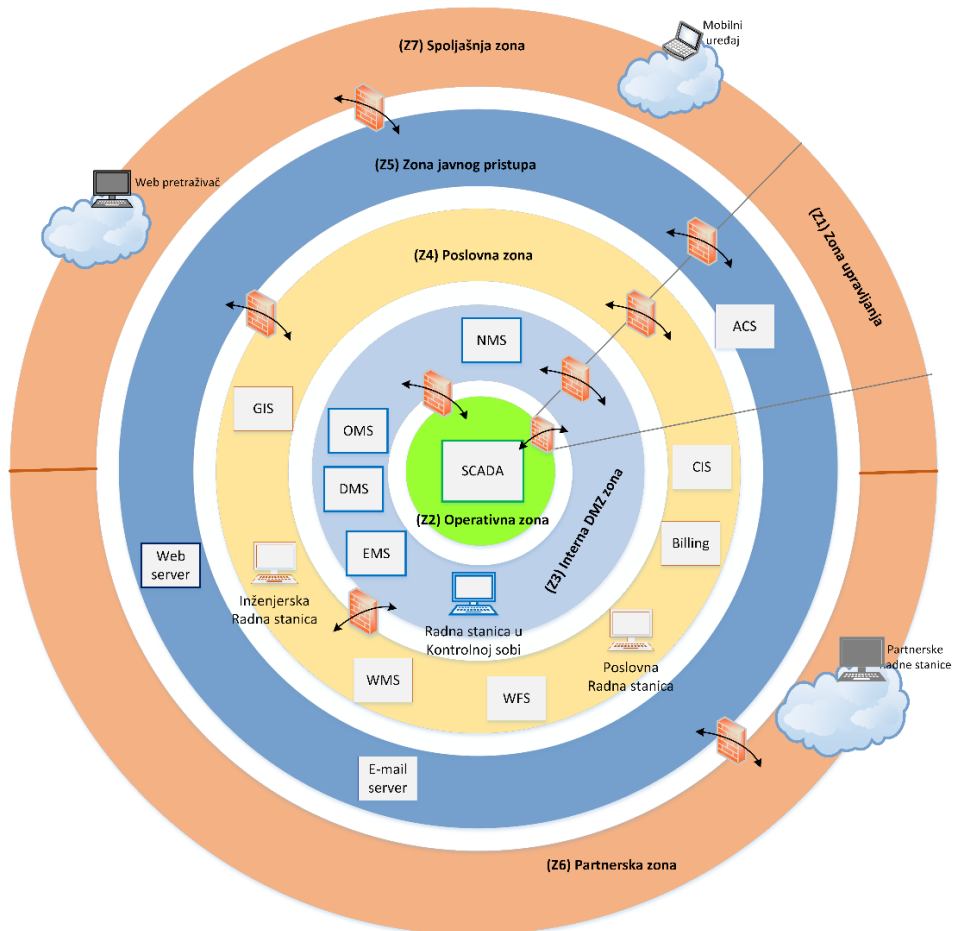 Mobilni
uređaj
(Z7) Spoljašnja zona
(Z5) Zona javnog pristupa
Web pretraživač
(Z1) Zona upravljanja
(Z4) Poslovna zona
ACS
NMS
GIS
OMS
SCADA
CIS
DMS
(Z2) Operativna zona
(Z3) Interna DMZ zona
Billing
EMS
Web
server
Inženjerska
Radna stanica
Radna stanica u
Kontrolnoj sobi
Partnerske
radne stanice
Poslovna
Radna stanica
WMS
WFS
E-mail
server
(Z6) Partnerska zona